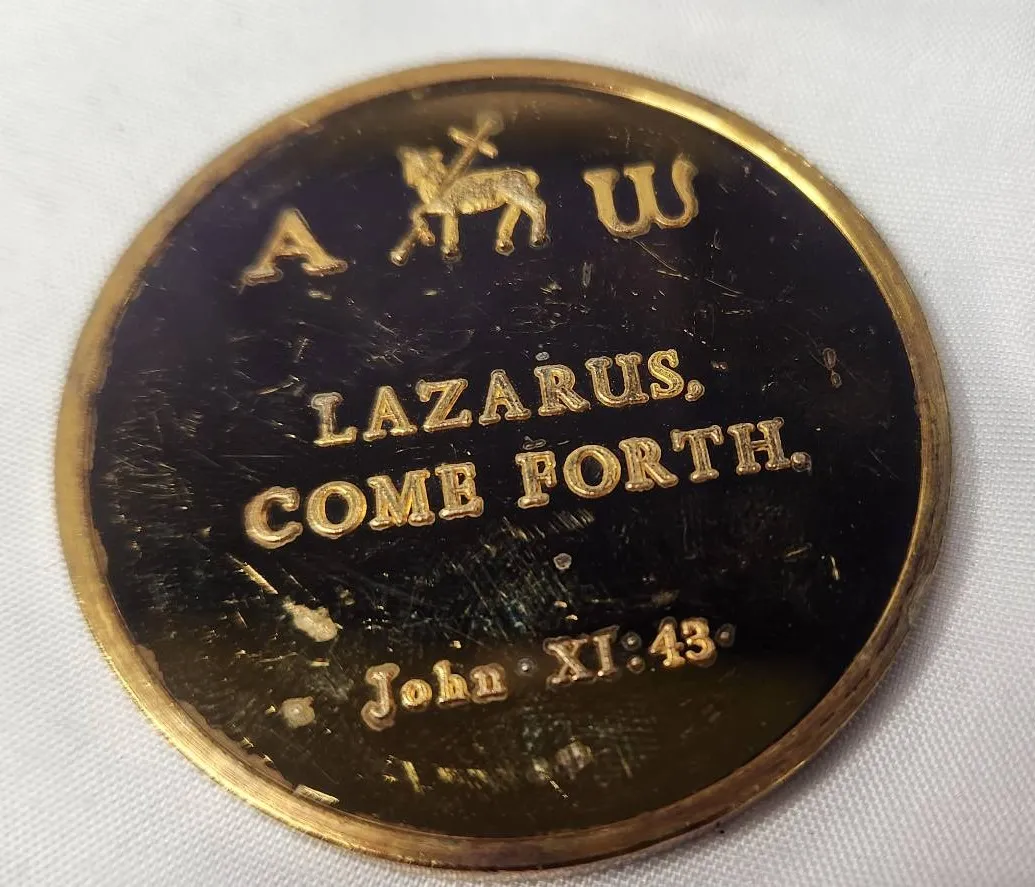 A W
LAZARUS,
COME FORTH.
John · XI:43·